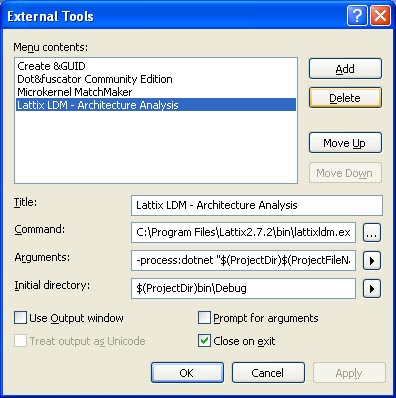 External Tools
Menu contents:
Create &GUID
Dot&fuscator Community Edition
Microkernel MatchMaker
Lattix LDM - Architecture Analysis
Add
Delete
Move Up
Move Down
Title:
Lattix LDM - Architecture Analysis
Command:
C:\Program Files\Lattix2.7.2\bin\lattixldm.ex
...
Arguments:
-process:dotnet "$(ProjectDir)$(ProjectFileN
Initial directory:
$(ProjectDir)bin\Debug
Use Output window
Prompt for arguments
Treat output as Unicode
Close on exit
OK
Cancel
Apply